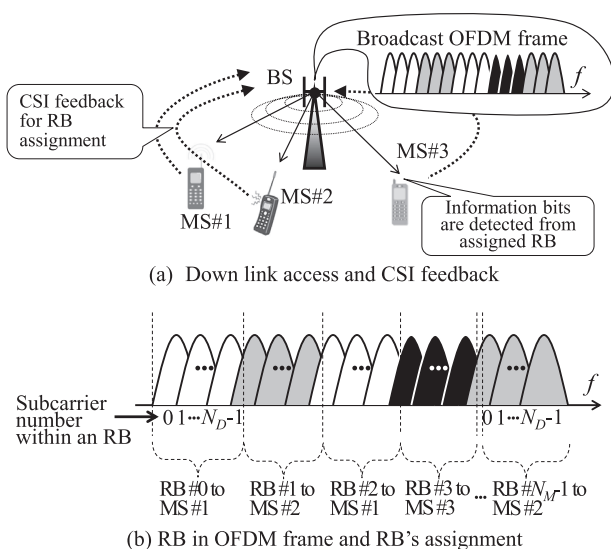 Broadcast OFDM frame
f
BS
CSI feedback
for RB
assignment
MS#1
MS#2
MS#3
Information bits
are detected from
assigned RB
(a) Down link access and CSI feedback
f
Subcarrier
number
within an RB
0 1 ... N_D-1
0 1 ... N_D-1
RB #0 to
MS#1
RB #1 to
MS#2
RB #2 to
MS#1
RB #3 to
MS#3
...
RB #N_M-1 to
MS#2
(b) RB in OFDM frame and RB's assignment